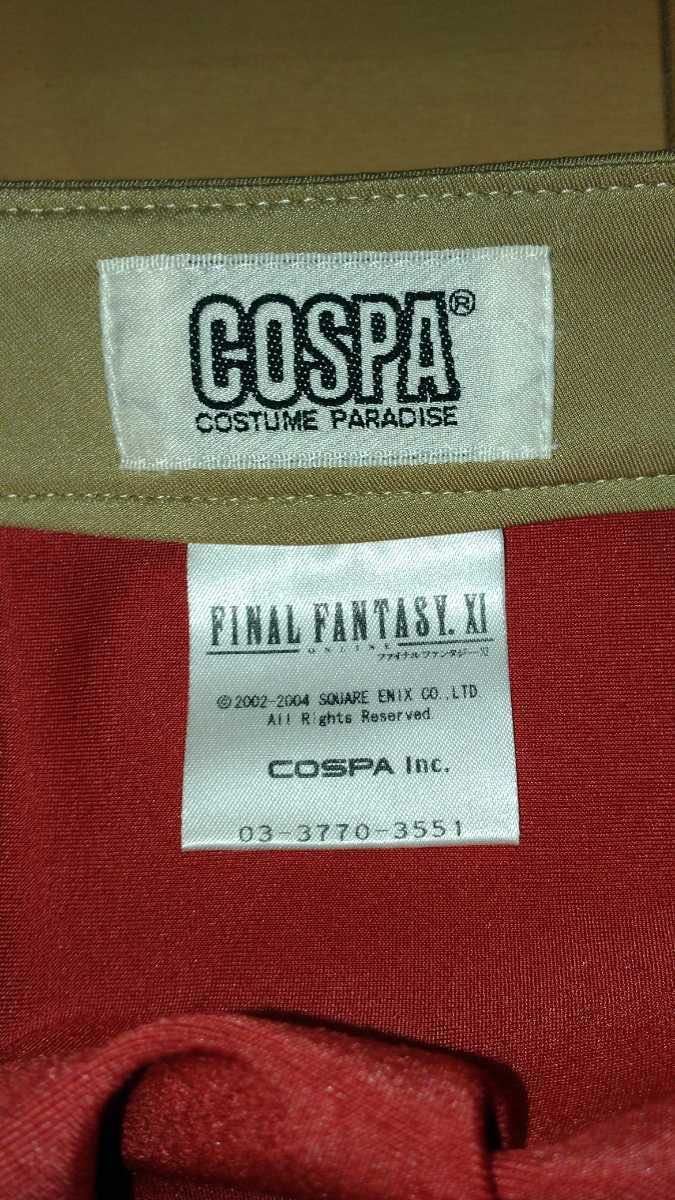 COSPA®
COSTUME PARADISE
FINAL FANTASY. XI
ONLINE
ファイナルファンタジーXI
©2002-2004 SQUARE ENIX CO.,LTD
All Rights Reserved
COSPA Inc.
03-3770-3551